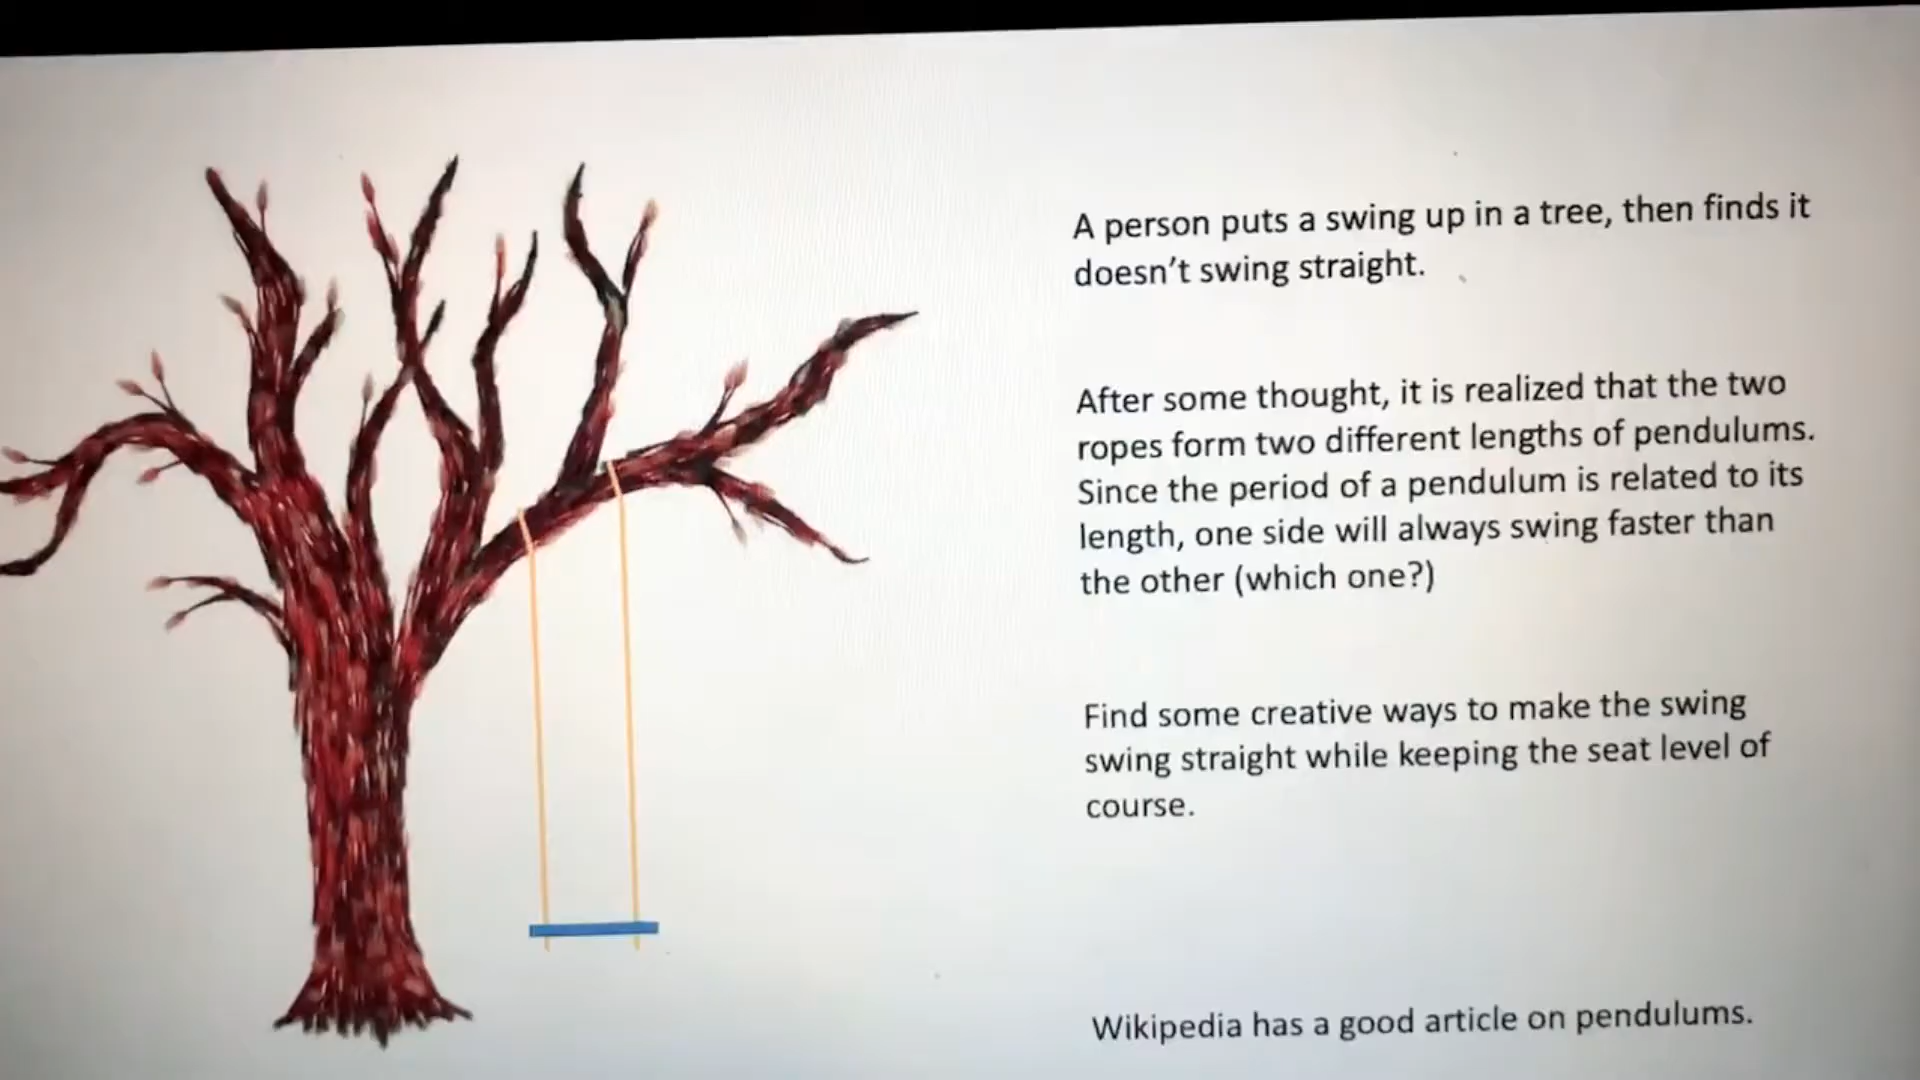 A person puts a swing up in a tree, then finds it
doesn't swing straight.
After some thought, it is realized that the two
ropes form two different lengths of pendulums.
Since the period of a pendulum is related to its
length, one side will always swing faster than
the other (which one?)
Find some creative ways to make the swing
swing straight while keeping the seat level of
course.
Wikipedia has a good article on pendulums.